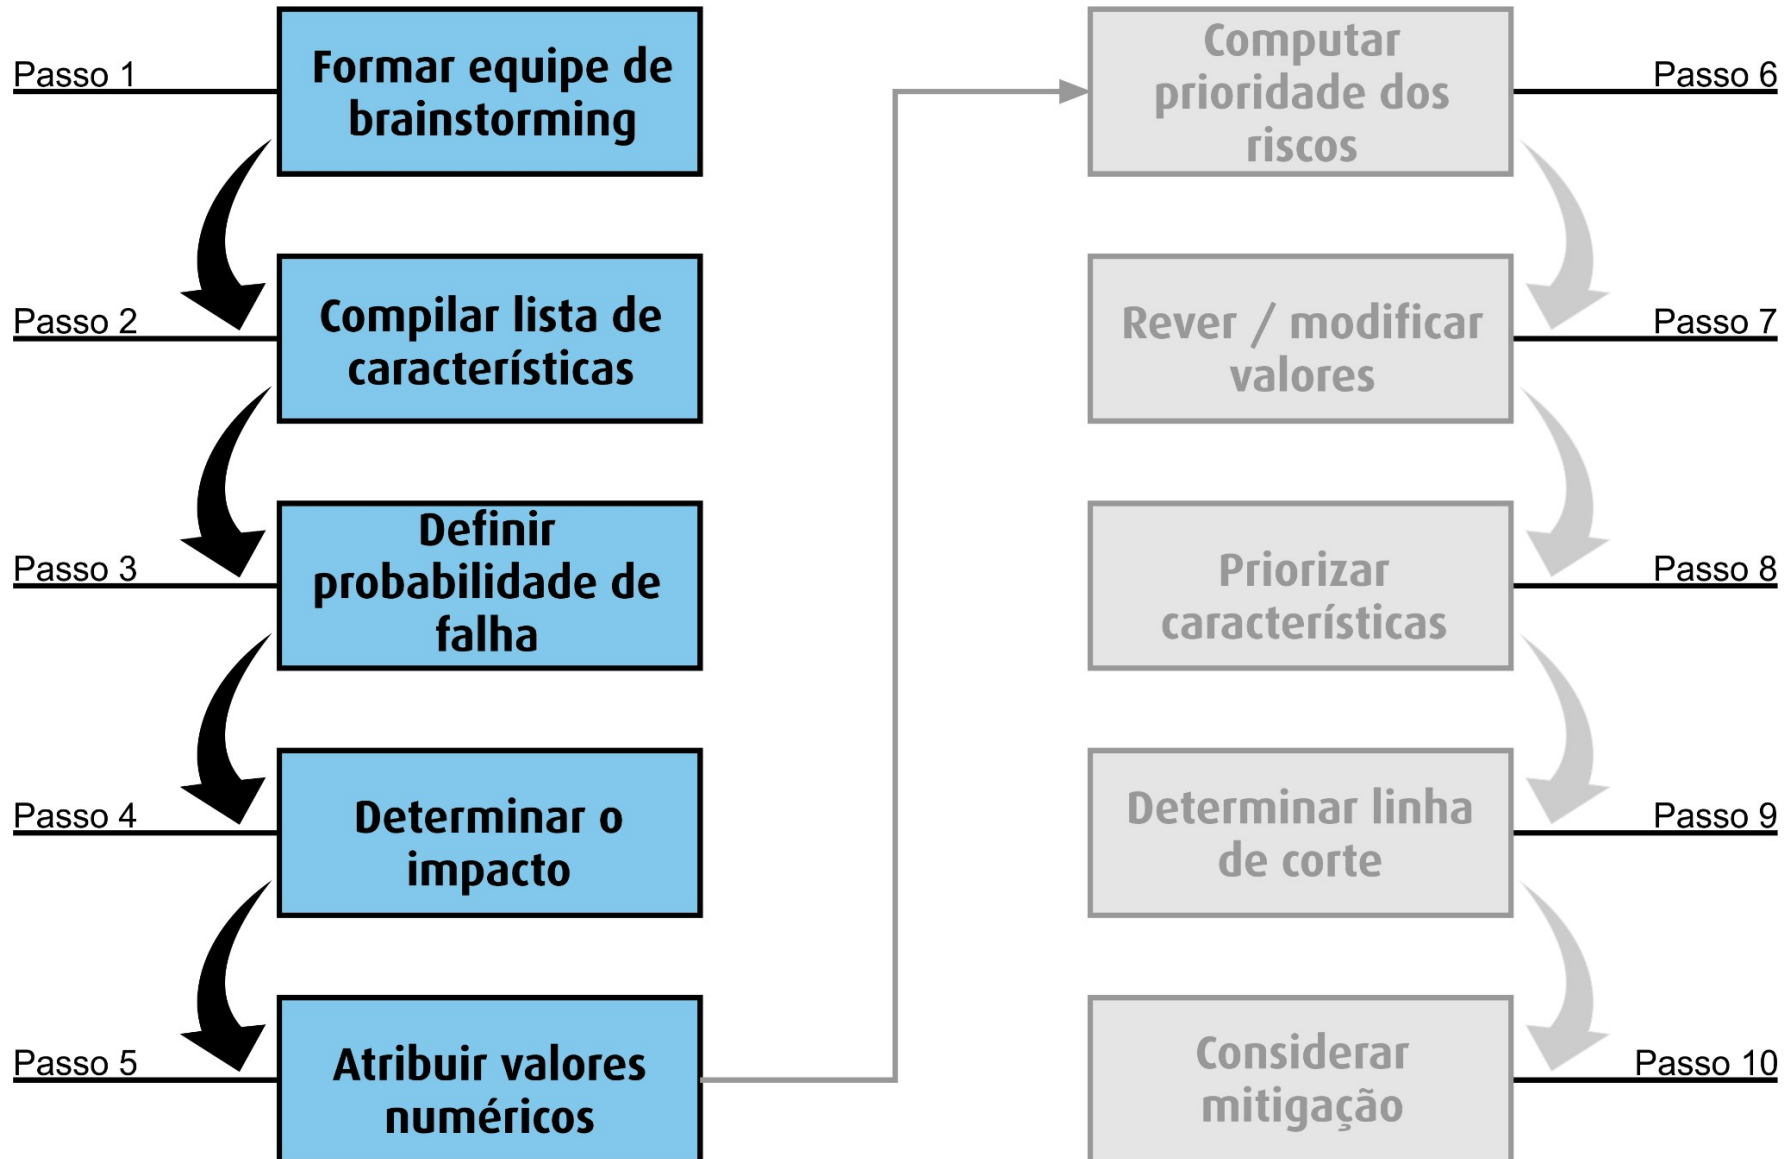 Passo 1
Formar equipe de
brainstorming
Passo 2
Compilar lista de
características
Passo 3
Definir
probabilidade de
falha
Passo 4
Determinar o
impacto
Passo 5
Atribuir valores
numéricos
Computar
prioridade dos
riscos
Passo 6
Rever / modificar
valores
Passo 7
Priorizar
características
Passo 8
Determinar linha
de corte
Passo 9
Considerar
mitigação
Passo 10